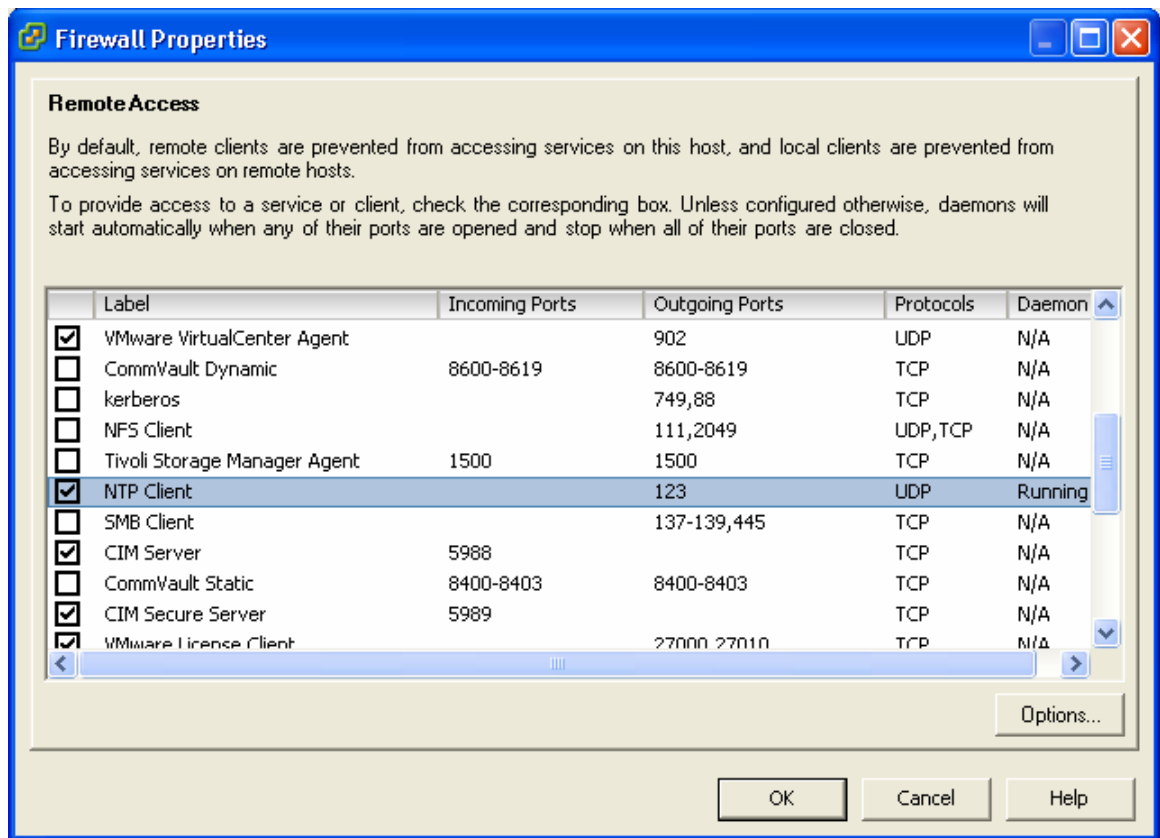 Firewall Properties
Remote Access
By default, remote clients are prevented from accessing services on this host, and local clients are prevented from
accessing services on remote hosts.
To provide access to a service or client, check the corresponding box. Unless configured otherwise, daemons will
start automatically when any of their ports are opened and stop when all of their ports are closed.
Label Incoming Ports Outgoing Ports Protocols Daemon
VMware VirtualCenter Agent 902 UDP N/A
CommVault Dynamic 8600-8619 8600-8619 TCP N/A
kerberos 749,88 TCP N/A
NFS Client 111,2049 UDP,TCP N/A
Tivoli Storage Manager Agent 1500 1500 TCP N/A
NTP Client 123 UDP Running
SMB Client 137-139,445 TCP N/A
CIM Server 5988 TCP N/A
CommVault Static 8400-8403 8400-8403 TCP N/A
CIM Secure Server 5989 TCP N/A
VMware License Client 27000,27010 TCP N/A
Options...
OK Cancel Help